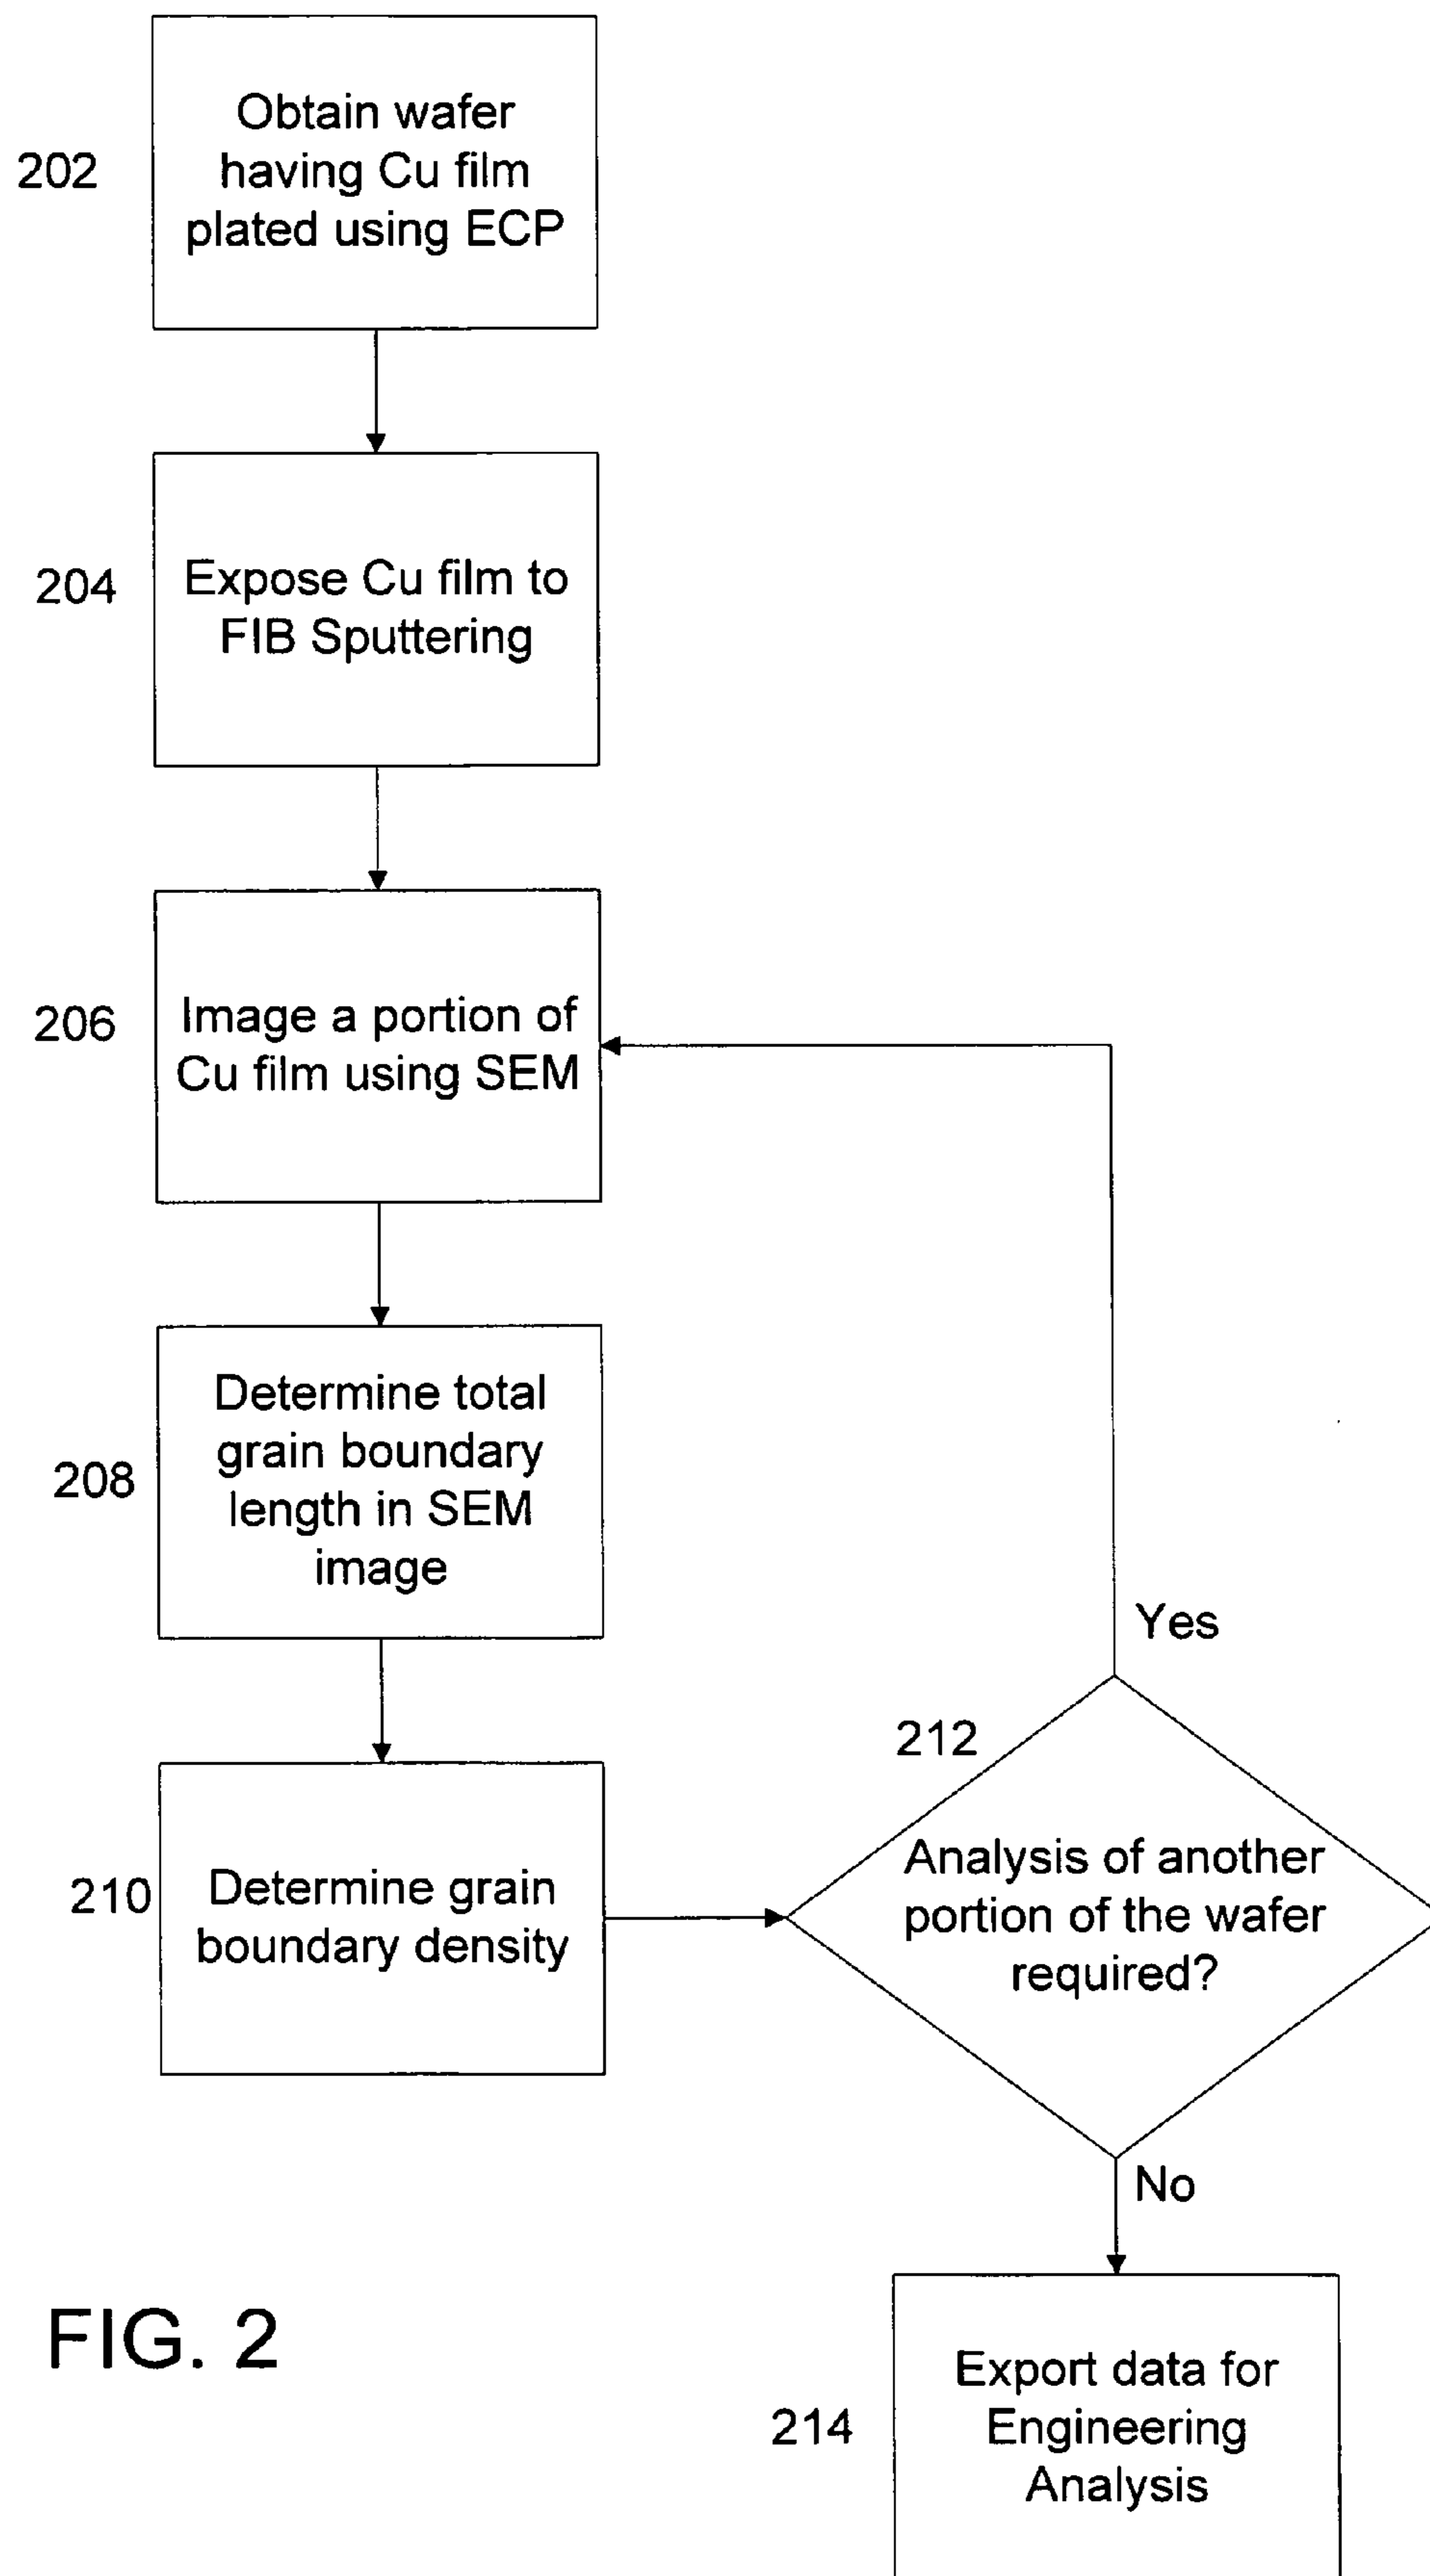 202
Obtain wafer
having Cu film
plated using ECP
204
Expose Cu film to
FIB Sputtering
206
Image a portion of
Cu film using SEM
208
Determine total
grain boundary
length in SEM
image
Yes
210
Determine grain
boundary density
212
Analysis of another
portion of the wafer
required?
No
214
Export data for
Engineering
Analysis
FIG. 2